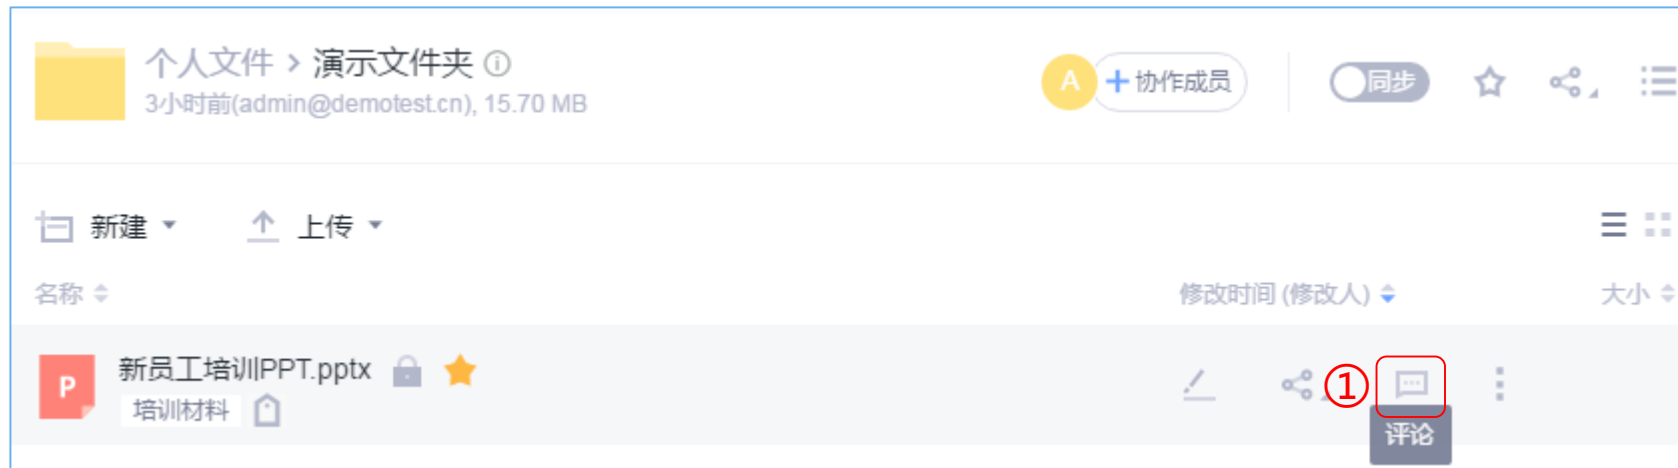 个人文件 > 演示文件夹
3小时前(admin@demotest.cn), 15.70 MB
A + 协作成员 同步
新建 上传
名称 修改时间 (修改人) 大小
P 新员工培训PPT.pptx ①
培训材料
评论